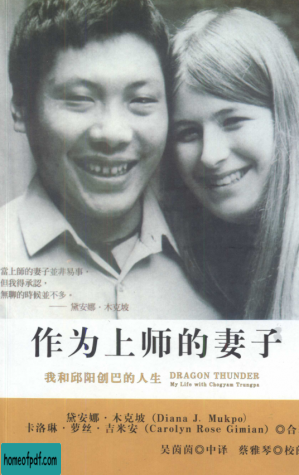 當上師的妻子並非易事，
但我得承認，
無聊的時候並不多。
—— 黛安娜·木克坡
作为上师的妻子
我和邱阳创巴的人生
DRAGON THUNDER
My Life with Chogyam Trungpa
黛安娜·木克坡 (Diana J. Mukpo)
卡洛琳·萝丝·吉米安 (Carolyn Rose Gimian) 合
吴茵茵◎中译 蔡雅琴◎校
homeofpdf.com